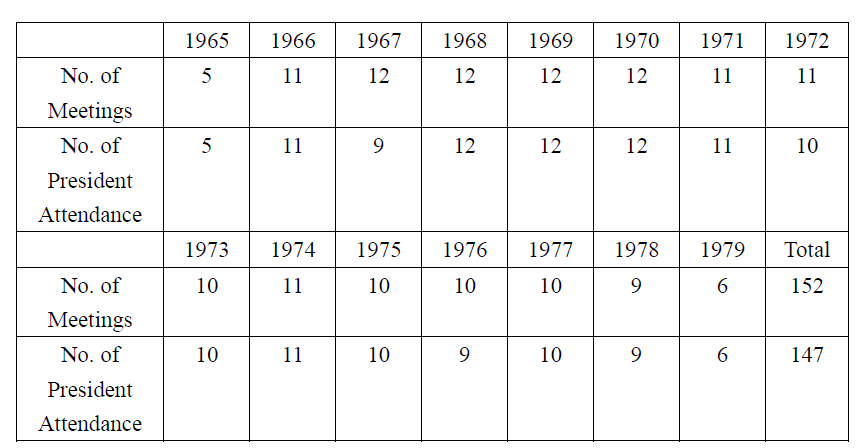 1965 1966 1967 1968 1969 1970 1971 1972
No. of Meetings 5 11 12 12 12 12 11 11
No. of President Attendance 5 11 9 12 12 12 11 10
1973 1974 1975 1976 1977 1978 1979 Total
No. of Meetings 10 11 10 10 10 9 6 152
No. of President Attendance 10 11 10 9 10 9 6 147